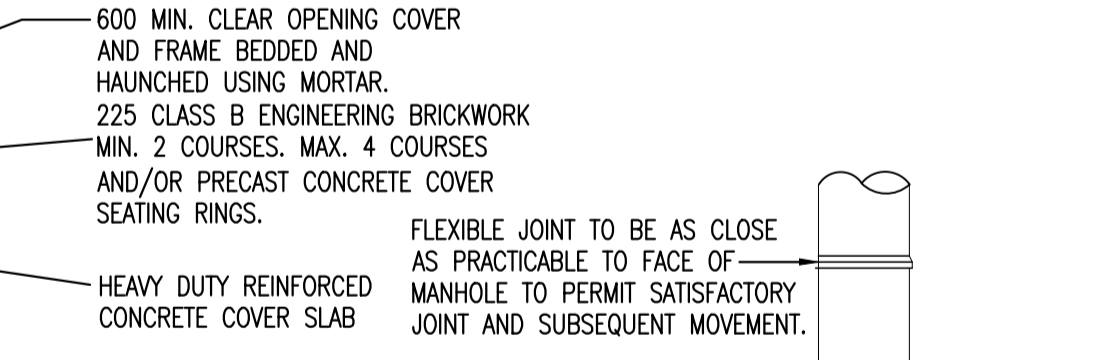 600 MIN. CLEAR OPENING COVER
AND FRAME BEDDED AND
HAUNCHED USING MORTAR.
225 CLASS B ENGINEERING BRICKWORK
MIN. 2 COURSES. MAX. 4 COURSES
AND/OR PRECAST CONCRETE COVER
SEATING RINGS.
HEAVY DUTY REINFORCED
CONCRETE COVER SLAB
FLEXIBLE JOINT TO BE AS CLOSE
AS PRACTICABLE TO FACE OF
MANHOLE TO PERMIT SATISFACTORY
JOINT AND SUBSEQUENT MOVEMENT.